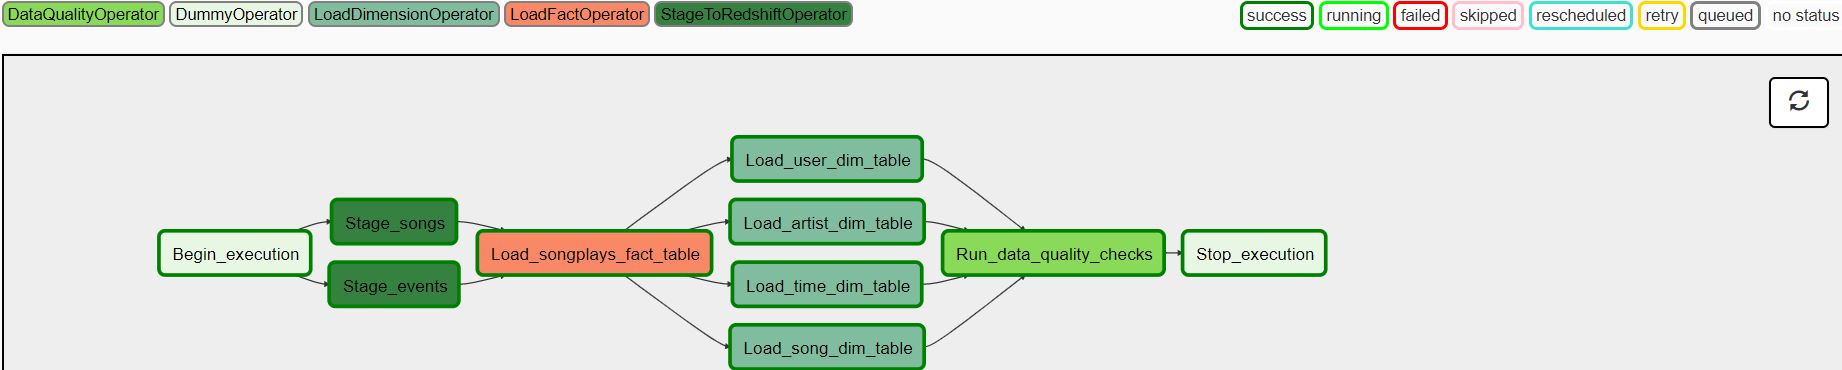 DataQualityOperator DummyOperator LoadDimensionOperator LoadFactOperator StageToRedshiftOperator success running failed skipped rescheduled retry queued no status
Load_user_dim_table
Stage_songs Load_artist_dim_table
Begin_execution Load_songplays_fact_table Run_data_quality_checks Stop_execution
Stage_events Load_time_dim_table
Load_song_dim_table